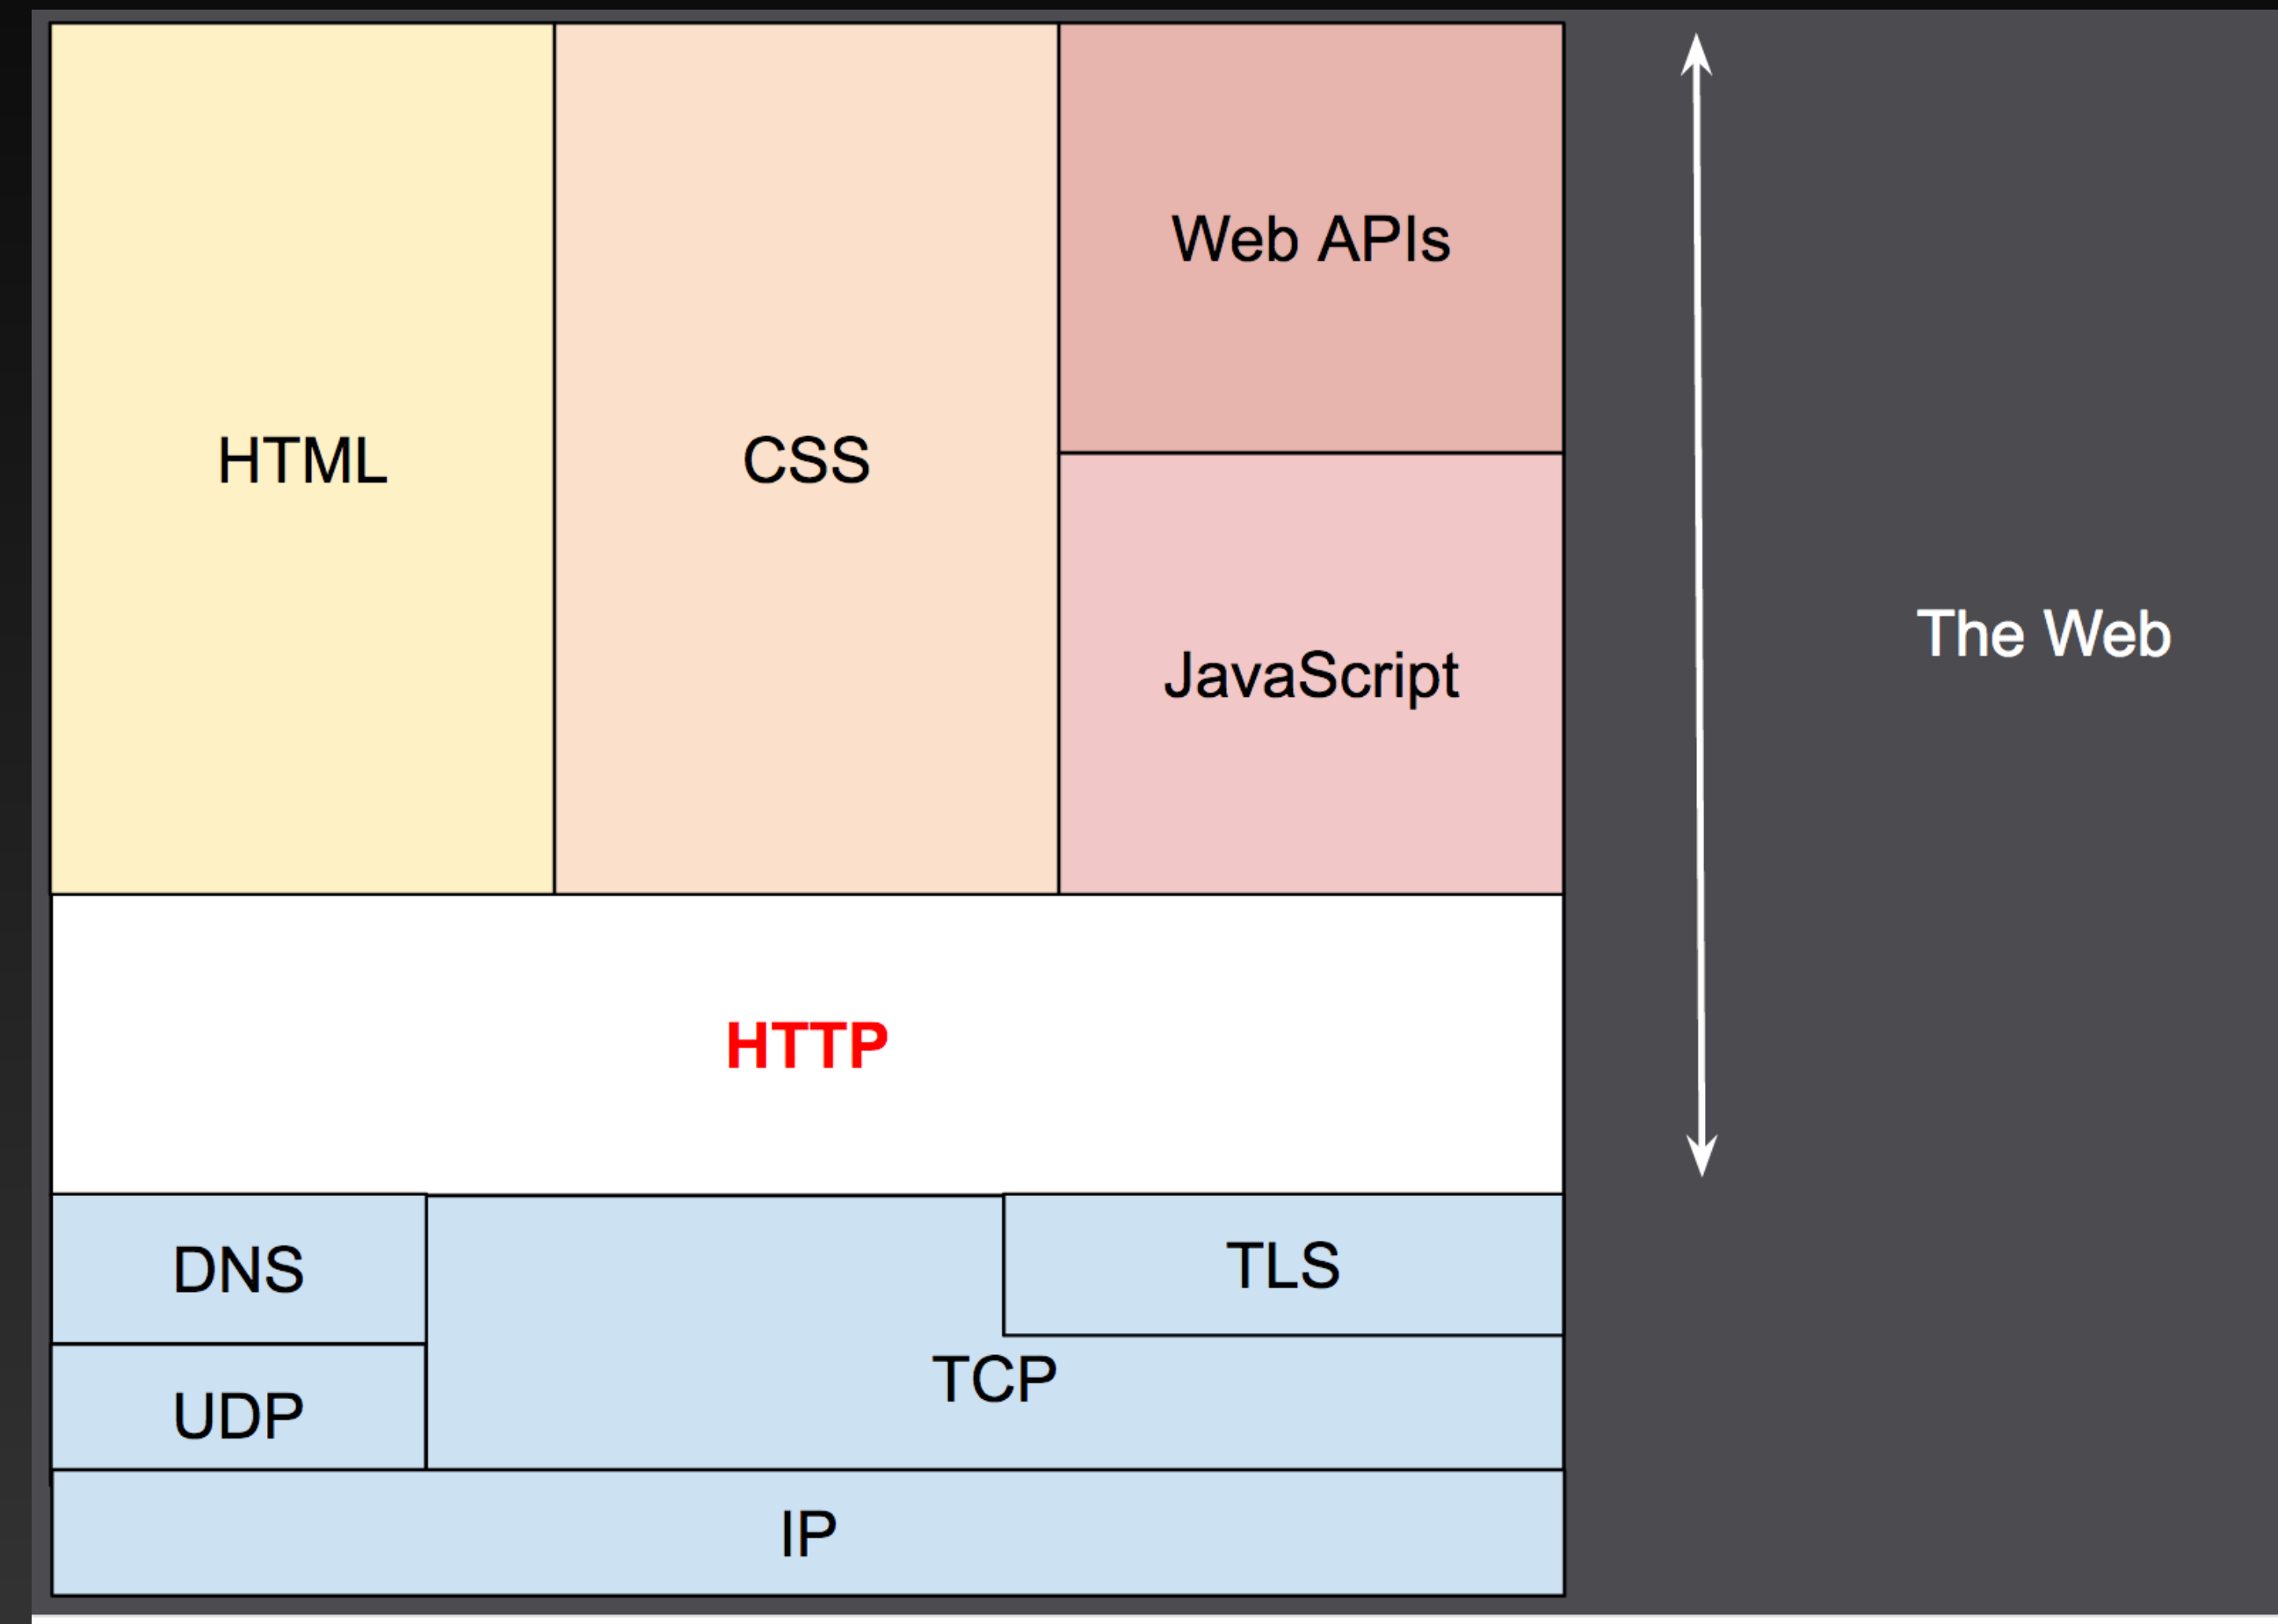 Web APIs
HTML
CSS
The Web
JavaScript
HTTP
DNS
TLS
TCP
UDP
IP